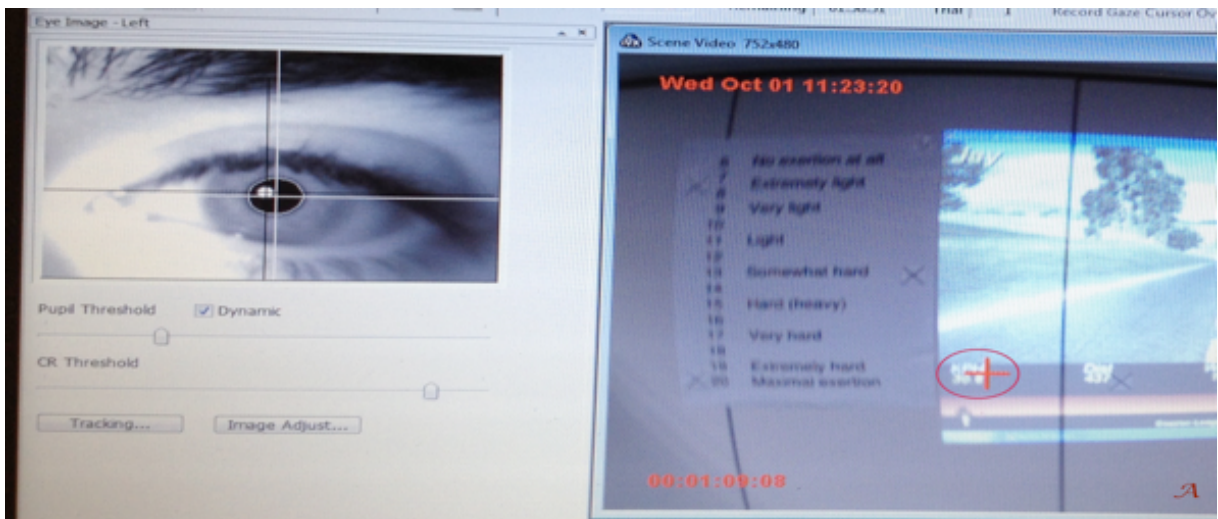 Eye Image - Left
Remaining
Trial 1
Record Gaze Cursor Ov
Scene Video 752x480
Wed Oct 01 11:23:20
6 No exertion at all
7 Extremely light
8
9 Very light
10
11 Light
12
13 Somewhat hard
14
15 Hard (heavy)
16
17 Very hard
18
19 Extremely hard
20 Maximal exertion
Pupil Threshold Dynamic
CR Threshold
Tracking... Image Adjust...
00:01:09:08
A